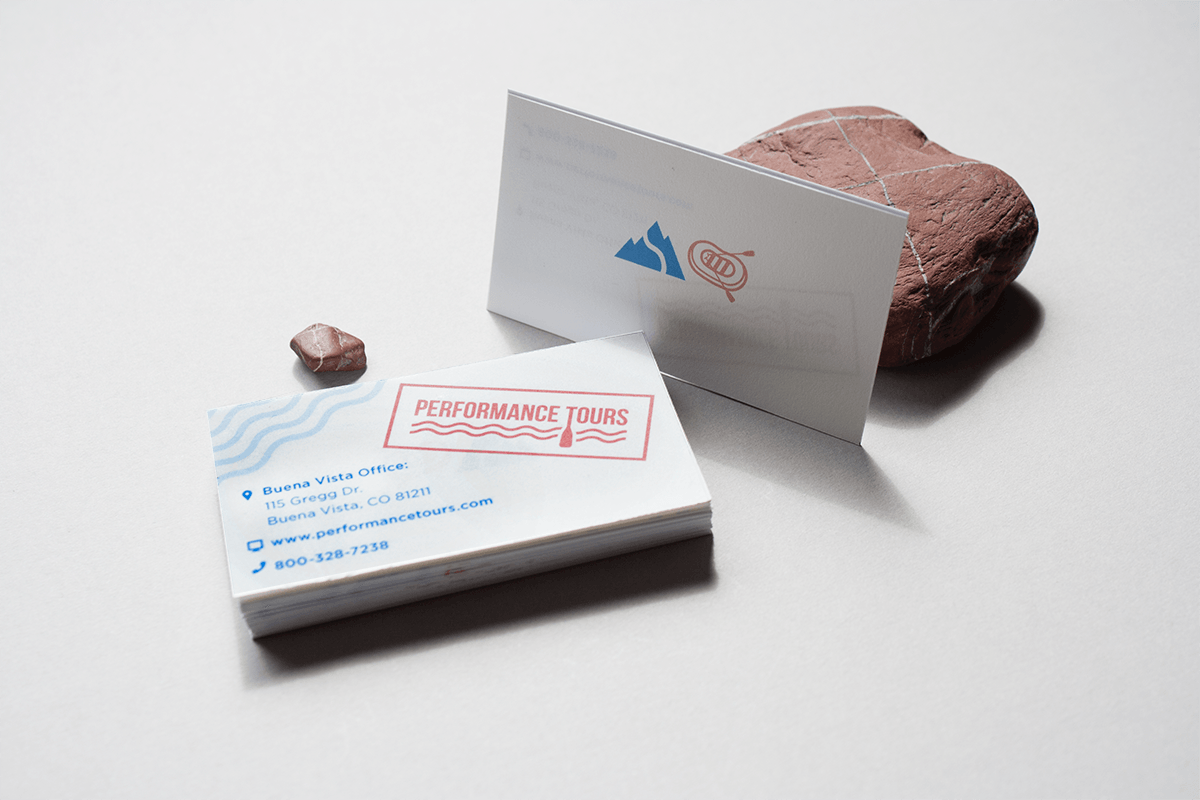 PERFORMANCE TOURS
Buena Vista Office:
115 Gregg Dr.
Buena Vista, CO 81211
www.performancetours.com
800-328-7238